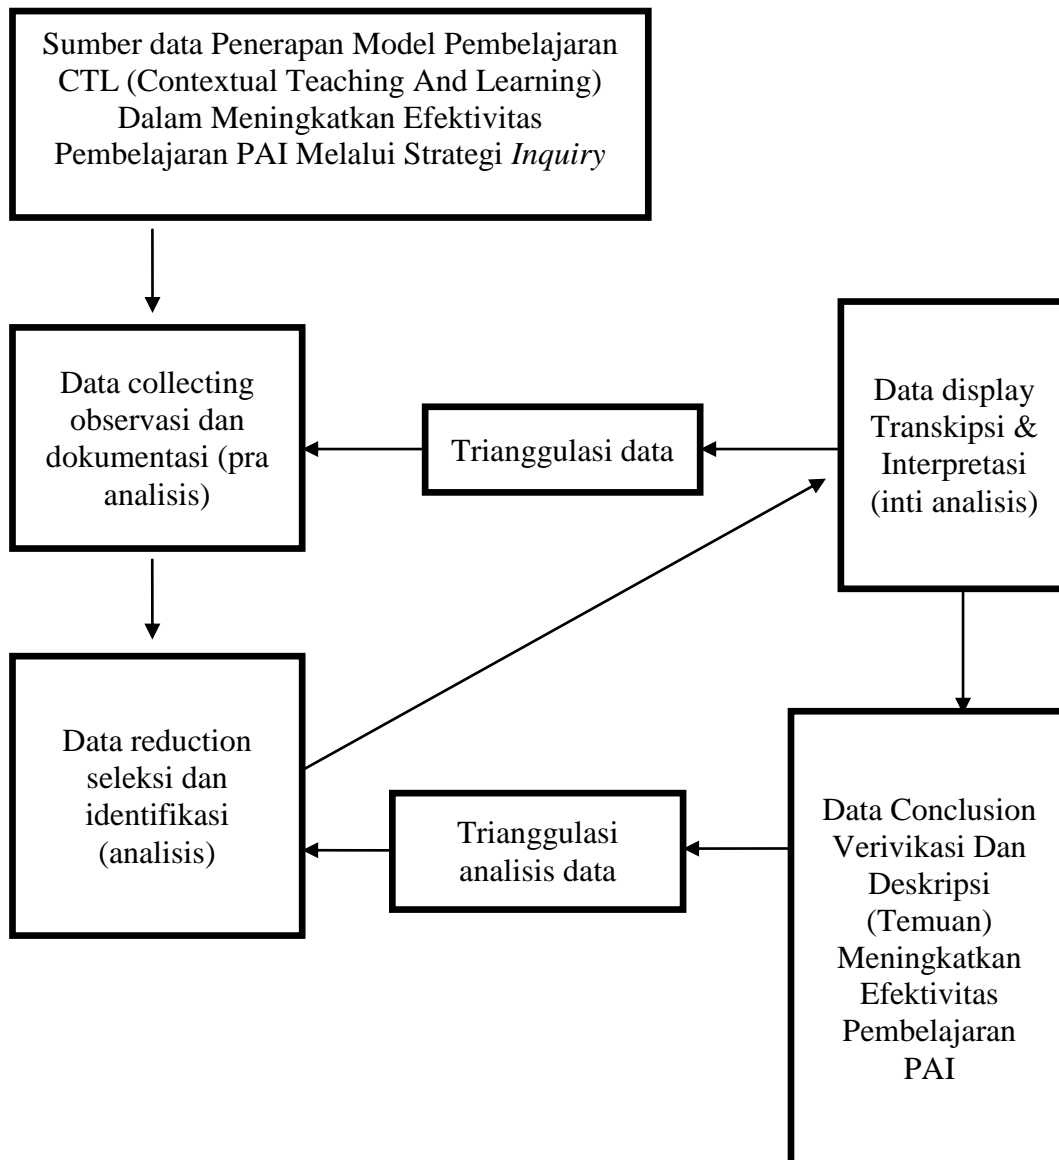 Sumber data Penerapan Model Pembelajaran
CTL (Contextual Teaching And Learning)
Dalam Meningkatkan Efektivitas
Pembelajaran PAI Melalui Strategi Inquiry
Data collecting
observasi dan
dokumentasi (pra
analisis)
Trianggulasi data
Data display
Transkipsi &
Interpretasi
(inti analisis)
Data reduction
seleksi dan
identifikasi
(analisis)
Trianggulasi
analisis data
Data Conclusion
Verivikasi Dan
Deskripsi
(Temuan)
Meningkatkan
Efektivitas
Pembelajaran
PAI